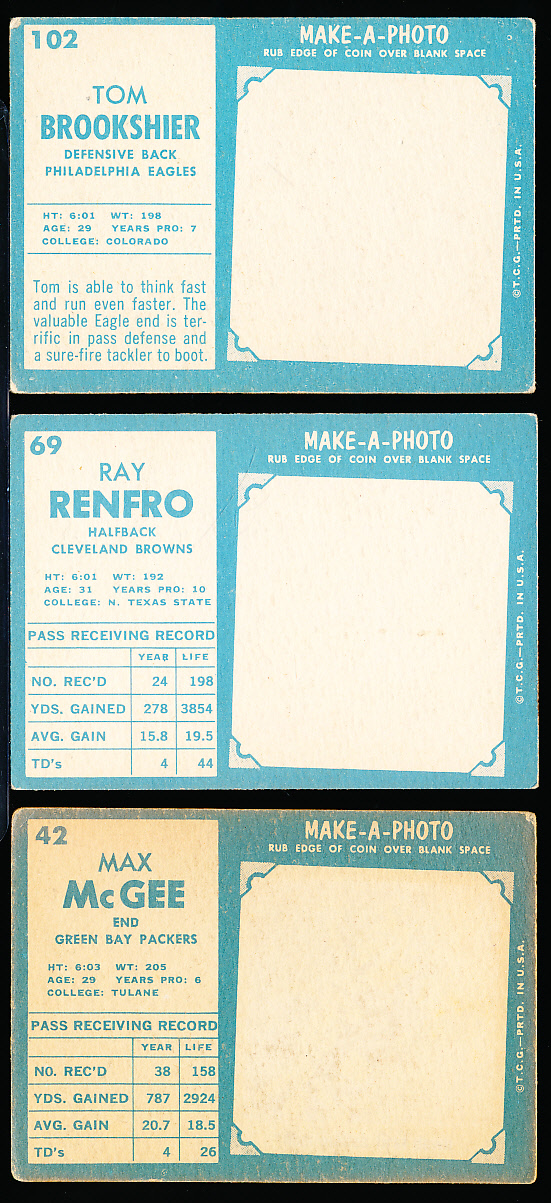 102
TOM
BROOKSHIER
DEFENSIVE BACK
PHILADELPHIA EAGLES
HT: 6:01 WT: 198
AGE: 29 YEARS PRO: 7
COLLEGE: COLORADO
Tom is able to think fast
and run even faster. The
valuable Eagle end is ter-
rific in pass defense and
a sure-fire tackler to boot.
MAKE-A-PHOTO
RUB EDGE OF COIN OVER BLANK SPACE
©T.C.G.—PRTD. IN U.S.A.
69
RAY
RENFRO
HALFBACK
CLEVELAND BROWNS
HT: 6:01 WT: 192
AGE: 31 YEARS PRO: 10
COLLEGE: N. TEXAS STATE
PASS RECEIVING RECORD
YEAR LIFE
NO. REC'D 24 198
YDS. GAINED 278 3854
AVG. GAIN 15.8 19.5
TD's 4 44
MAKE-A-PHOTO
RUB EDGE OF COIN OVER BLANK SPACE
©T.C.G.—PRTD. IN U.S.A.
42
MAX
McGEE
END
GREEN BAY PACKERS
HT: 6:03 WT: 205
AGE: 29 YEARS PRO: 6
COLLEGE: TULANE
PASS RECEIVING RECORD
YEAR LIFE
NO. REC'D 38 158
YDS. GAINED 787 2924
AVG. GAIN 20.7 18.5
TD's 4 26
MAKE-A-PHOTO
RUB EDGE OF COIN OVER BLANK SPACE
©T.C.G.—PRTD. IN U.S.A.